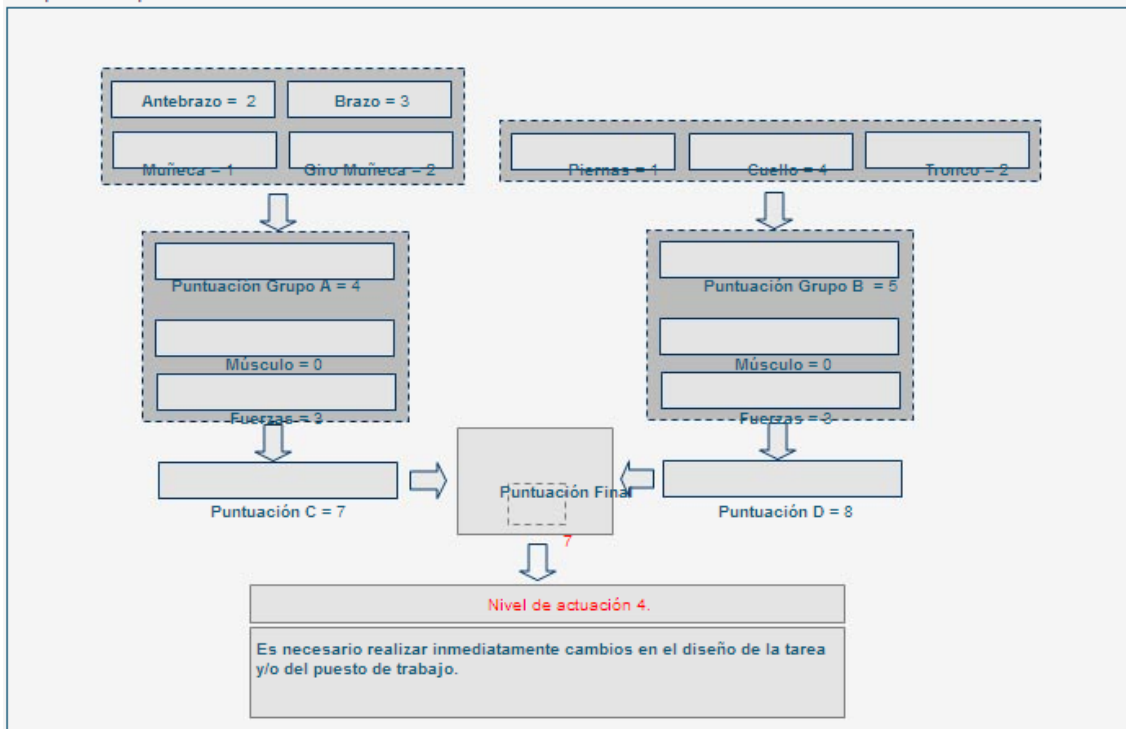 Antebrazo = 2
Brazo = 3
Muñeca = 1
Giro Muñeca = 2
Piernas = 1
Cuello = 4
Tronco = 2
Puntuación Grupo A = 4
Puntuación Grupo B = 5
Músculo = 0
Músculo = 0
Fuerzas = 3
Fuerzas = 3
Puntuación Final
Puntuación C = 7
Puntuación D = 8
7
Nivel de actuación 4.
Es necesario realizar inmediatamente cambios en el diseño de la tarea
y/o del puesto de trabajo.